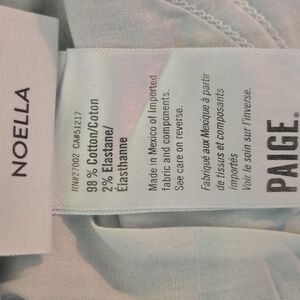 NOELLA
RN#27002 CA#51217
98% Cotton/Coton
2% Elastane/
Élasthanne
Made in Mexico of Imported
fabric and components.
See care on reverse.
Fabriqué aux Mexique à partir
de tissus et composants
importés
Voir le soin sur l'inverse.
PAIGE®